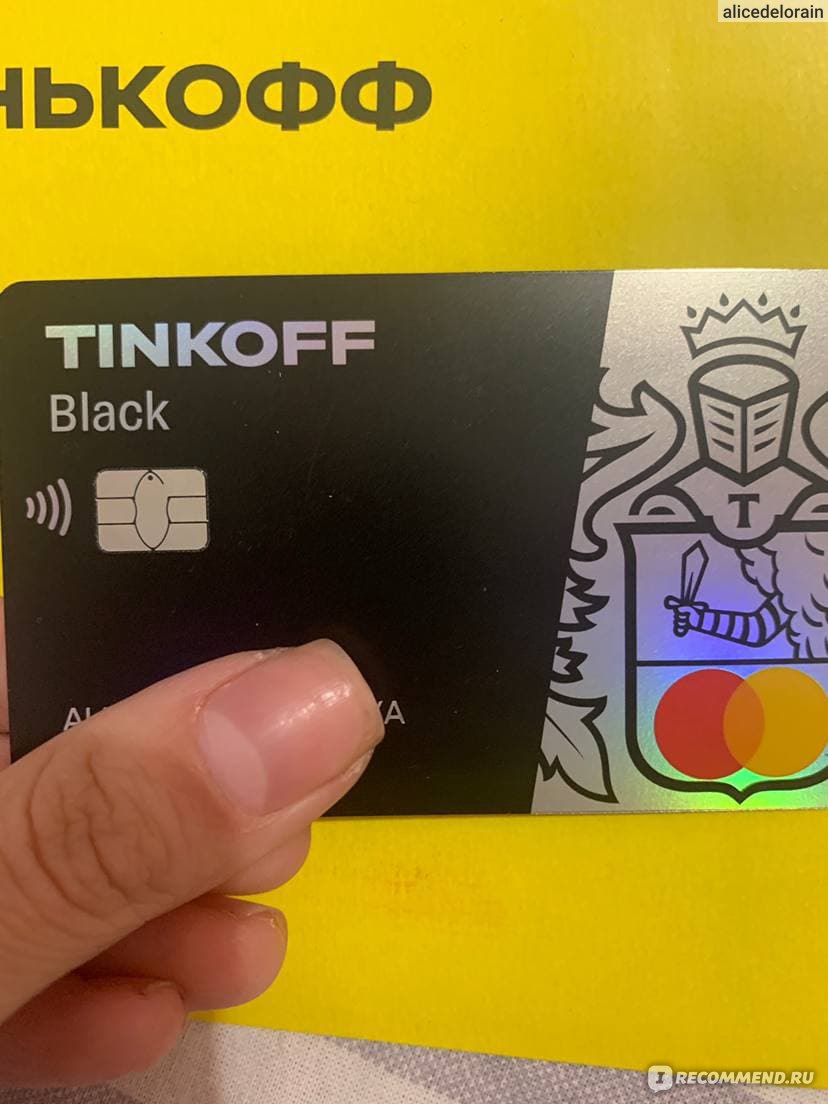 alicedelorain
НЬКОФФ
TINKOFF
Black
T
RECOMMEND.RU